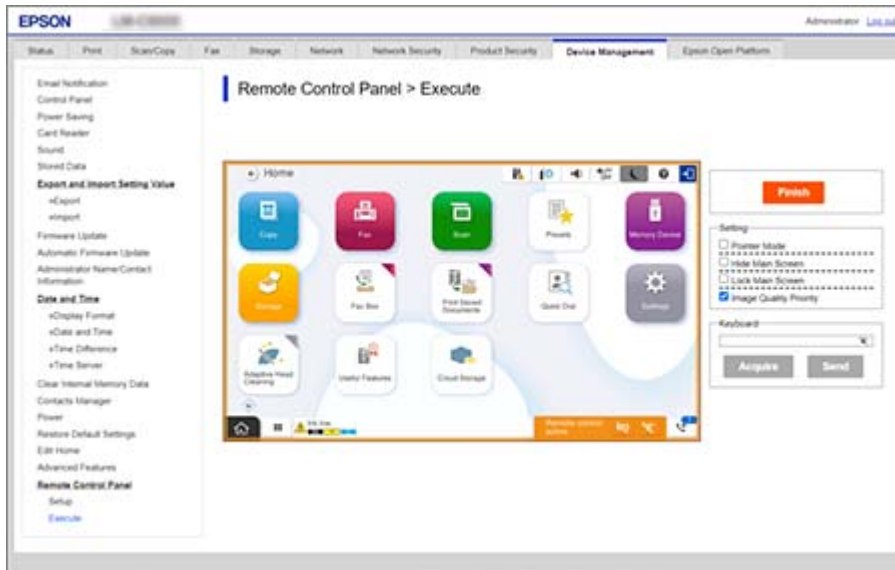 EPSON
Administrator Log out
Status Print Scan/Copy Fax Storage Network Network Security Product Security Device Management Epson Open Platform
Email Notification
Control Panel
Power Saving
Card Reader
Sound
Stored Data
Export and Import Setting Value
»Export
»Import
Firmware Update
Automatic Firmware Update
Administrator Name/Contact
Information
Date and Time
»Display Format
»Date and Time
»Time Difference
»Time Server
Clear Internal Memory Data
Contacts Manager
Power
Restore Default Settings
Edit Home
Advanced Features
Remote Control Panel
Setup
Execute
Remote Control Panel > Execute
Home
Copy
Fax
Scan
Presets
Memory Device
Storage
Fax Box
Print Saved
Documents
Quick Dial
Settings
Adaptive Head
Cleaning
Useful Features
Cloud Storage
Remote control
active
Finish
Setting
Pointer Mode
Hide Main Screen
Lock Main Screen
Image Quality Priority
Keyboard
Acquire Send